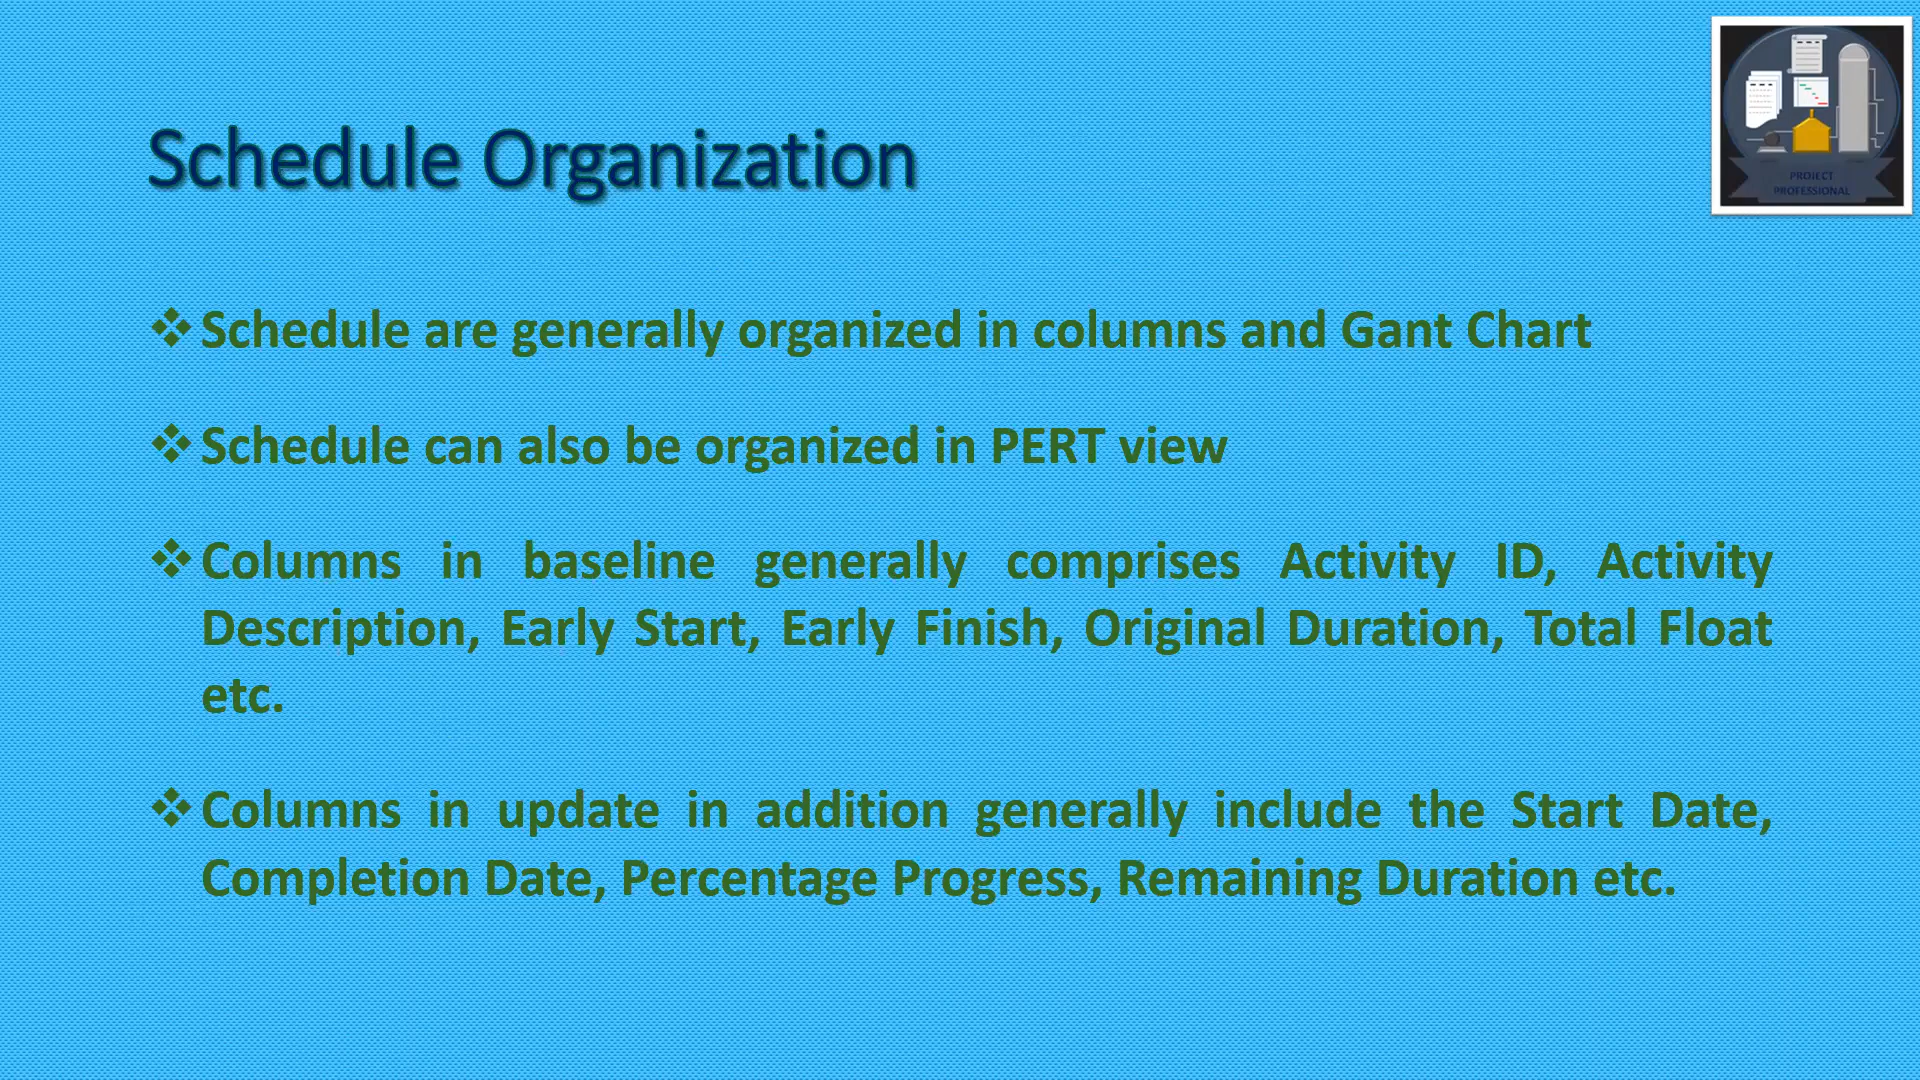 PROJECT
PROFESSIONAL
Schedule Organization
❖Schedule are generally organized in columns and Gant Chart
❖Schedule can also be organized in PERT view
❖Columns in baseline generally comprises Activity ID, Activity
Description, Early Start, Early Finish, Original Duration, Total Float
etc.
❖Columns in update in addition generally include the Start Date,
Completion Date, Percentage Progress, Remaining Duration etc.